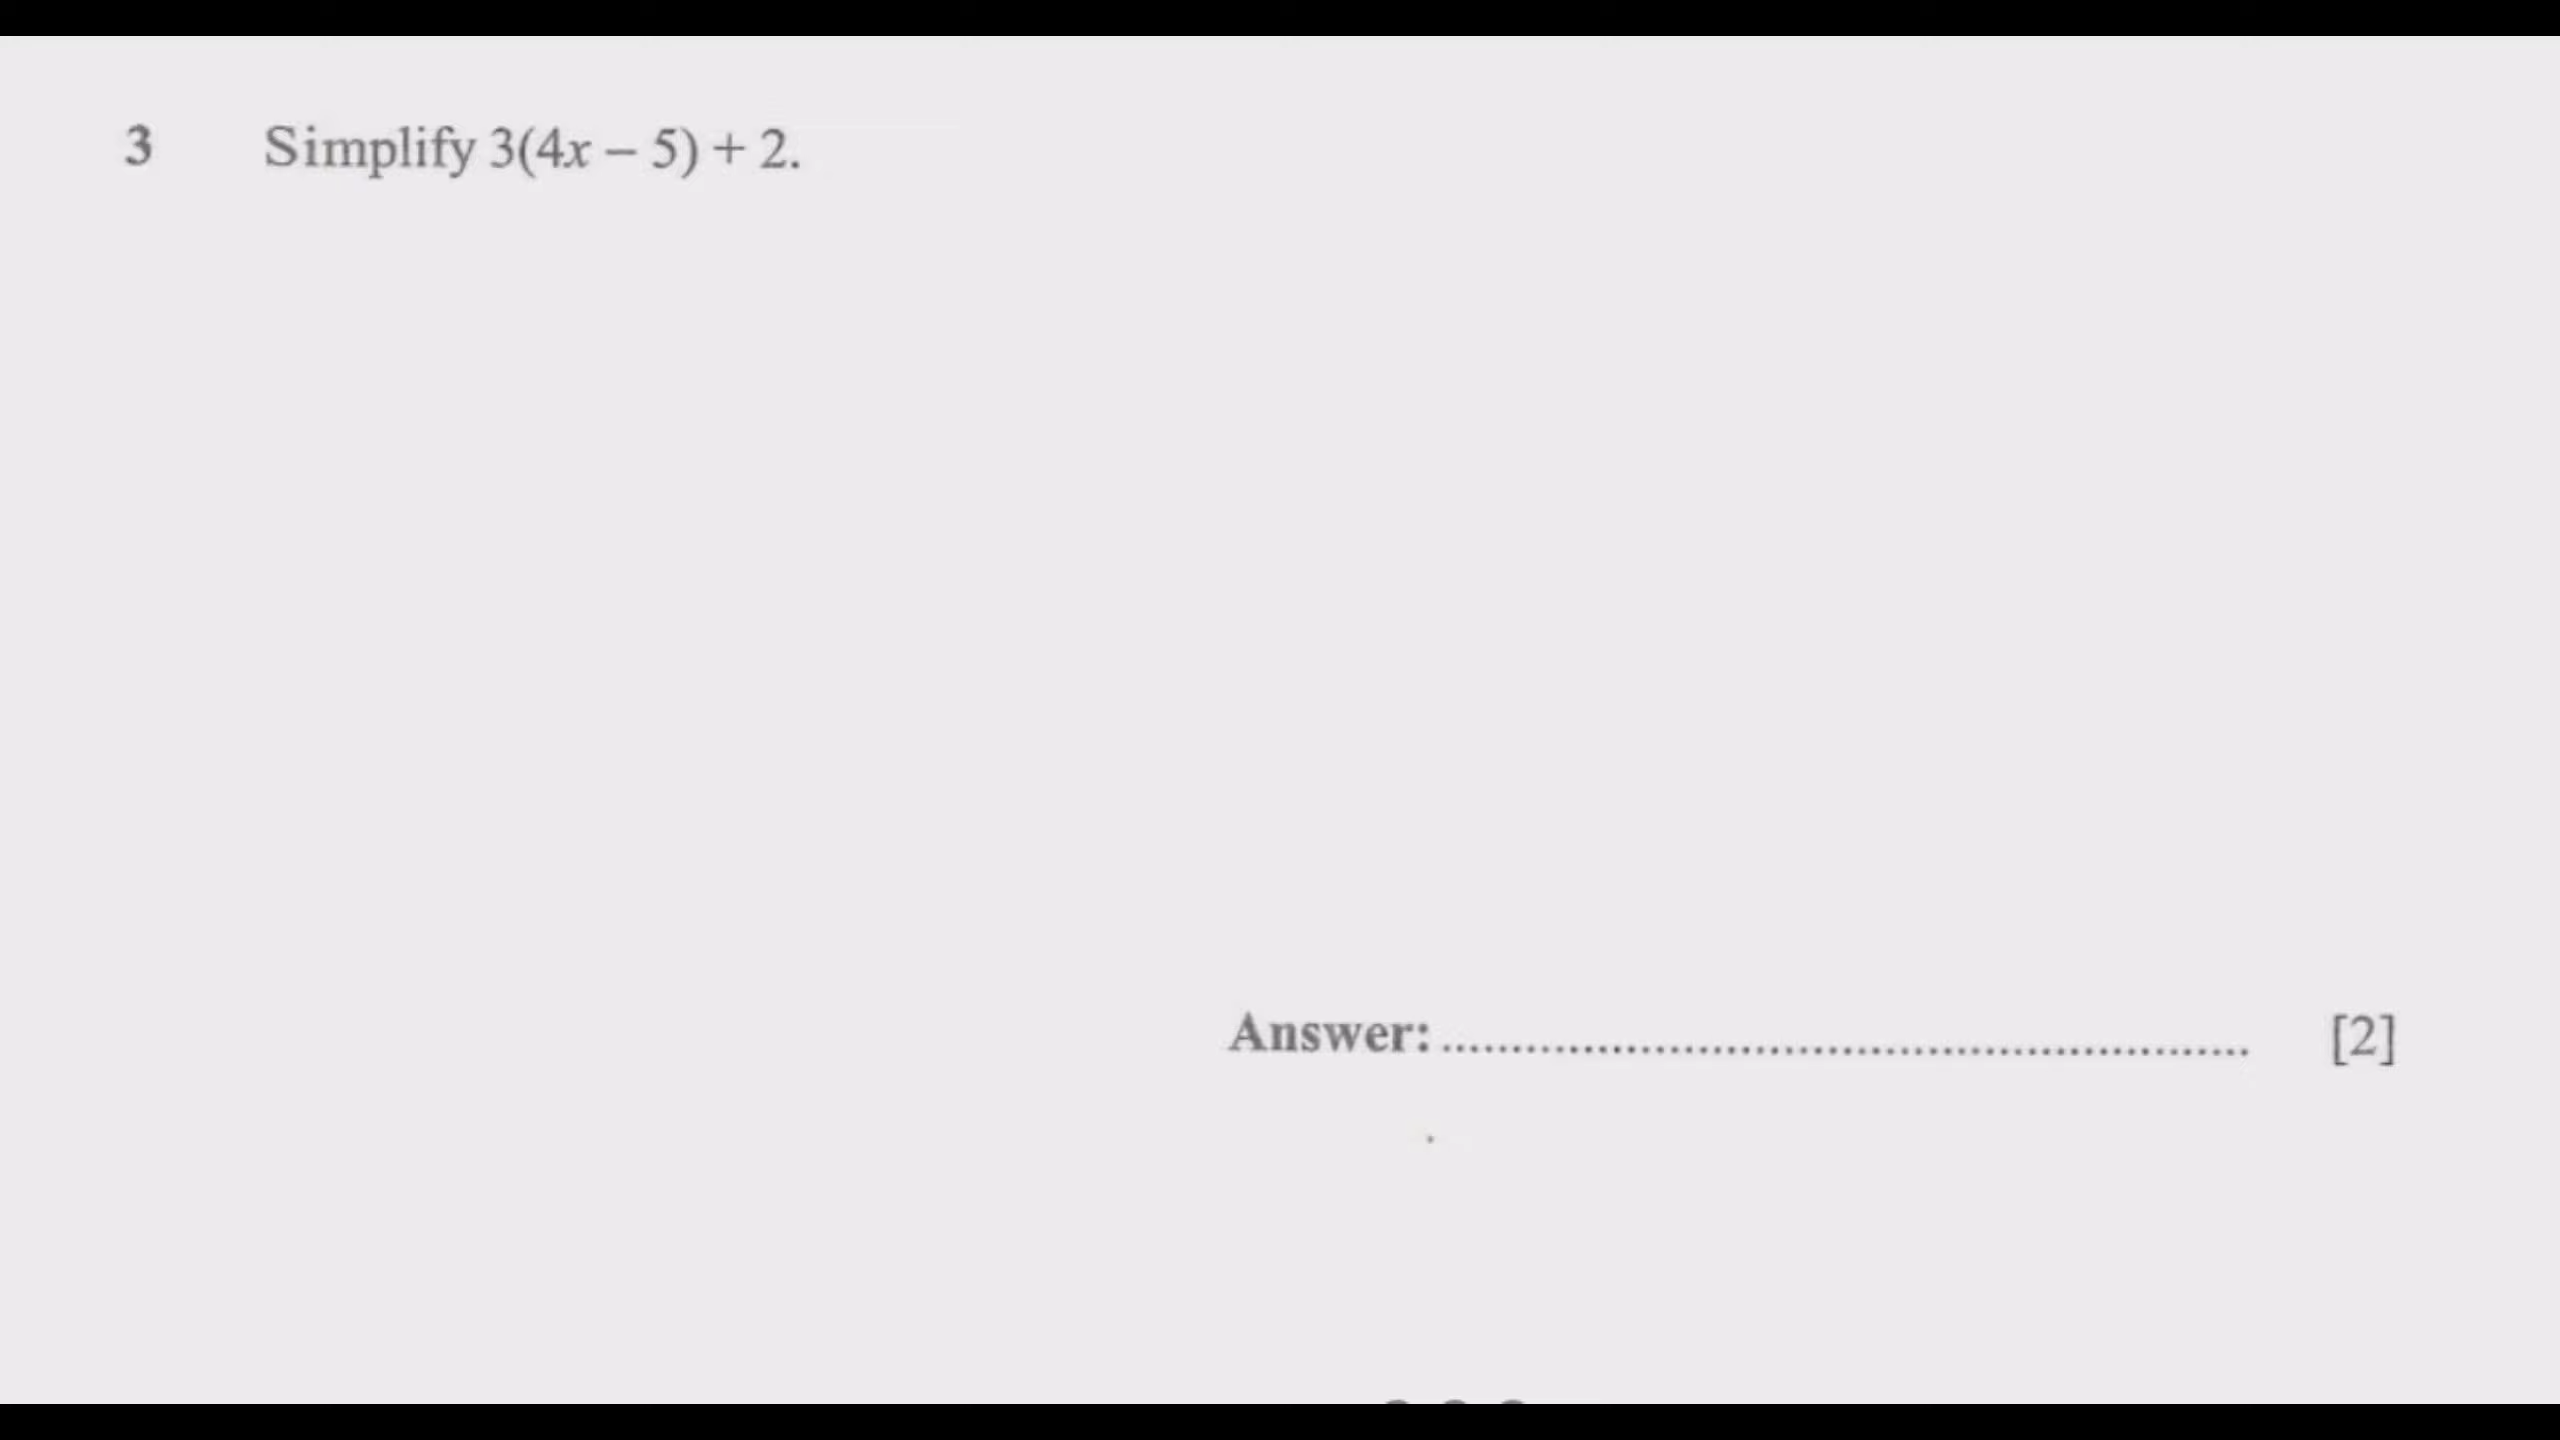 3 Simplify 3(4x – 5) + 2.
Answer: ........................................................ [2]